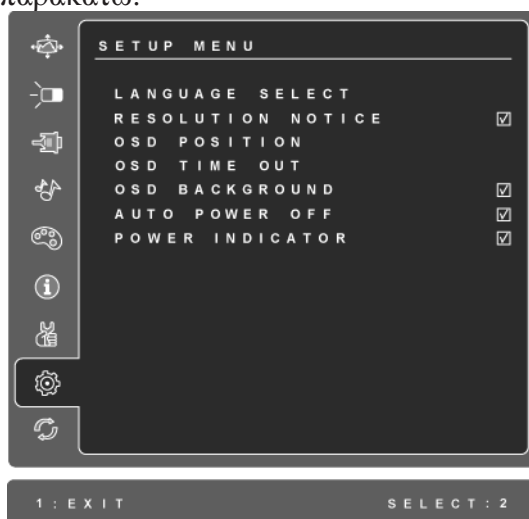 παρακάτω.
SETUP MENU
LANGUAGE SELECT
RESOLUTION NOTICE
OSD POSITION
OSD TIME OUT
OSD BACKGROUND
AUTO POWER OFF
POWER INDICATOR
1:EXIT SELECT:2